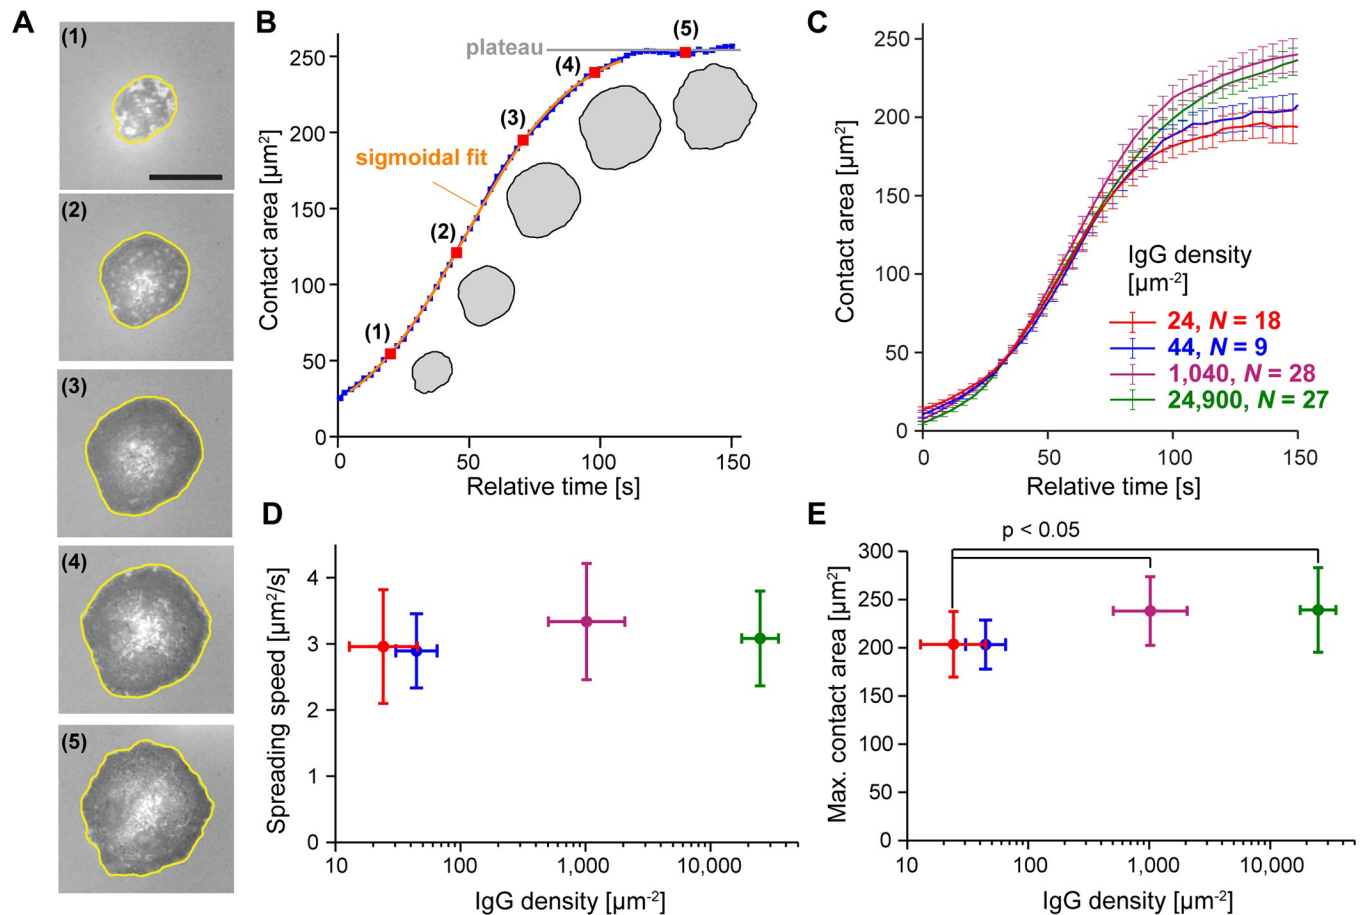 A
(1)
(2)
(3)
(4)
(5)
B
Contact area [µm²]
250
200
150
100
50
0
plateau
sigmoidal fit
(1)
(2)
(3)
(4)
(5)
0 50 100 150
Relative time [s]
C
Contact area [µm²]
250
200
150
100
50
0
IgG density
[µm⁻²]
24, N = 18
44, N = 9
1,040, N = 28
24,900, N = 27
0 50 100 150
Relative time [s]
D
Spreading speed [µm²/s]
4
3
2
1
0
10 100 1,000 10,000
IgG density [µm⁻²]
E
p < 0.05
Max. contact area [µm²]
300
250
200
150
100
50
0
10 100 1,000 10,000
IgG density [µm⁻²]